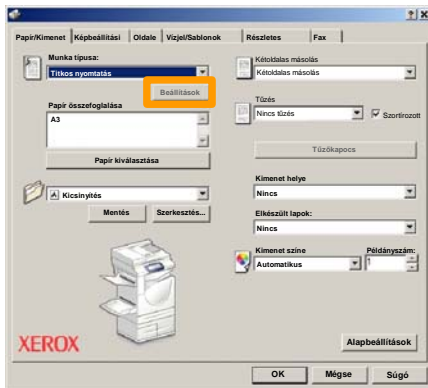 Papír/Kimenet Képbeállítási Oldale Vízjel/Sablonok Részletes Fax
Munka típusa:
Titkos nyomtatás
Beállítások
Papír összefoglalása
A3
Papír kiválasztása
Kicsinyítés
Mentés Szerkesztés...
XEROX
Kétoldalas másolás
Kétoldalas másolás
Tűzés
Nincs tűzés
Szortírozott
Tűzőkapocs
Kimenet helye
Nincs
Elkészült lapok:
Nincs
Kimenet színe
Automatikus
Példányszám:
1
Alapbeállítások
OK Mégse Súgó